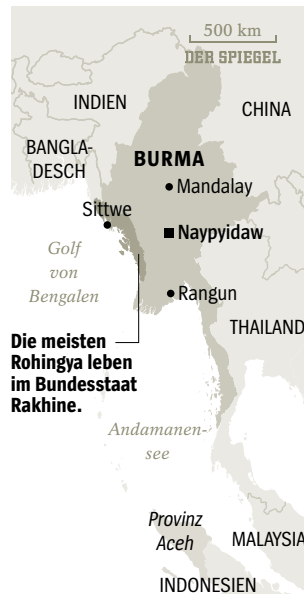 500 km
DER SPIEGEL
INDIEN
CHINA
BANGLA-
DESCH
BURMA
Mandalay
Sittwe
Naypyidaw
Golf
von
Bengalen
Rangun
THAILAND
Die meisten
Rohingya leben
im Bundesstaat
Rakhine.
Andamanen-
see
Provinz
Aceh
MALAYSIA
INDONESIEN